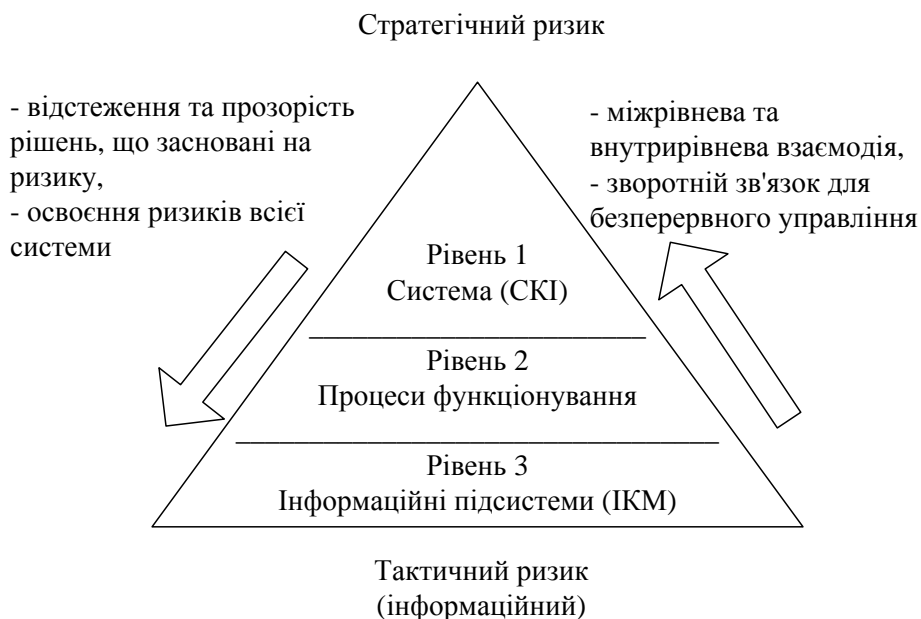 Стратегічний ризик
- відстеження та прозорість
рішень, що засновані на
ризику,
- освоєння ризиків всієї
системи
- міжрівнева та
внутрирівнева взаємодія,
- зворотній зв'язок для
безперервного управління
Рівень 1
Система (СКІ)
Рівень 2
Процеси функціонування
Рівень 3
Інформаційні підсистеми (ІКМ)
Тактичний ризик
(інформаційний)